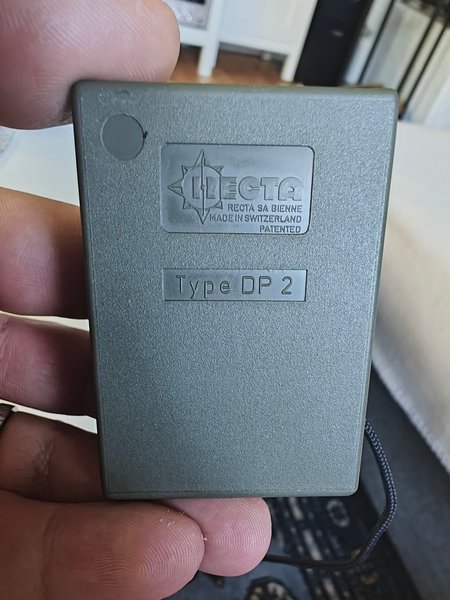 RECTA
RECTA SA BIENNE
MADE IN SWITZERLAND
PATENTED
Type DP 2